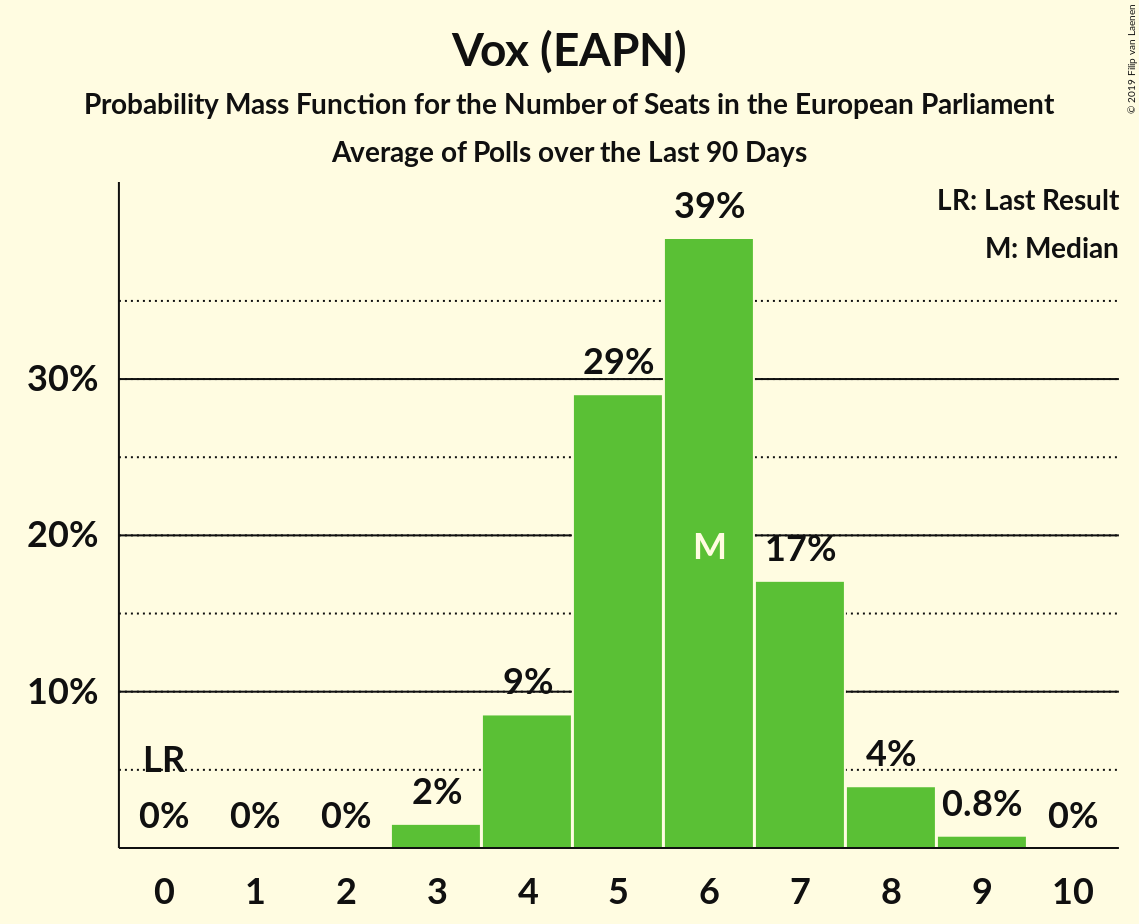 Vox (EAPN)
Probability Mass Function for the Number of Seats in the European Parliament
Average of Polls over the Last 90 Days
© 2019 Filip van Laenen
LR: Last Result
M: Median
39%
29%
30%
20%
M
17%
9%
10%
LR
4%
2%
0.8%
0% 0% 0% 0%
0 1 2 3 4 5 6 7 8 9 10